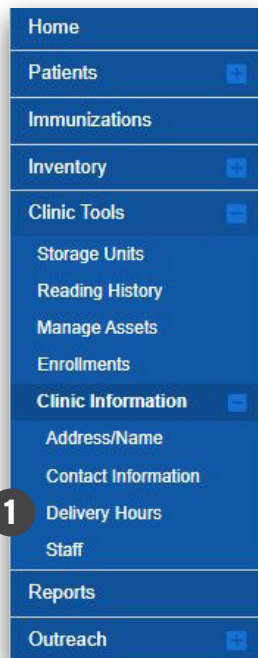 Home
Patients
Immunizations
Inventory
Clinic Tools
Storage Units
Reading History
Manage Assets
Enrollments
Clinic Information
Address/Name
Contact Information
1 Delivery Hours
Staff
Reports
Outreach